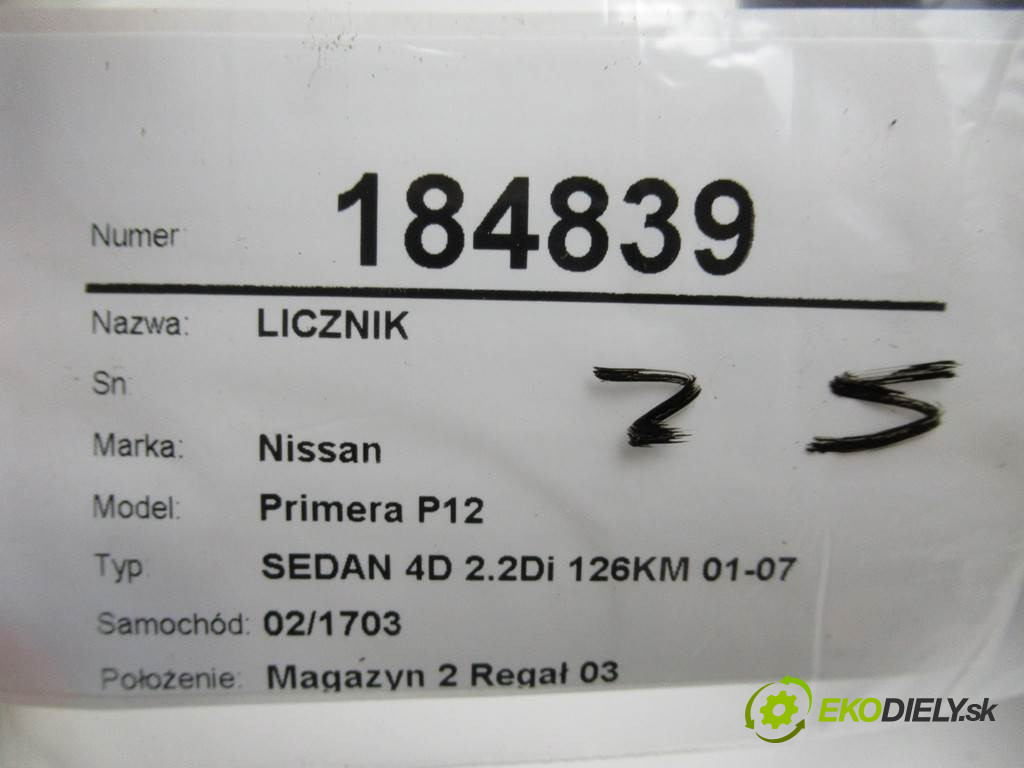 Numer: 184839
Nazwa: LICZNIK
Sn:
25
Marka: Nissan
Model: Primera P12
Typ: SEDAN 4D 2.2Di 126KM 01-07
Samochód: 02/1703
Położenie: Magazyn 2 Regał 03
EKODIELY.sk